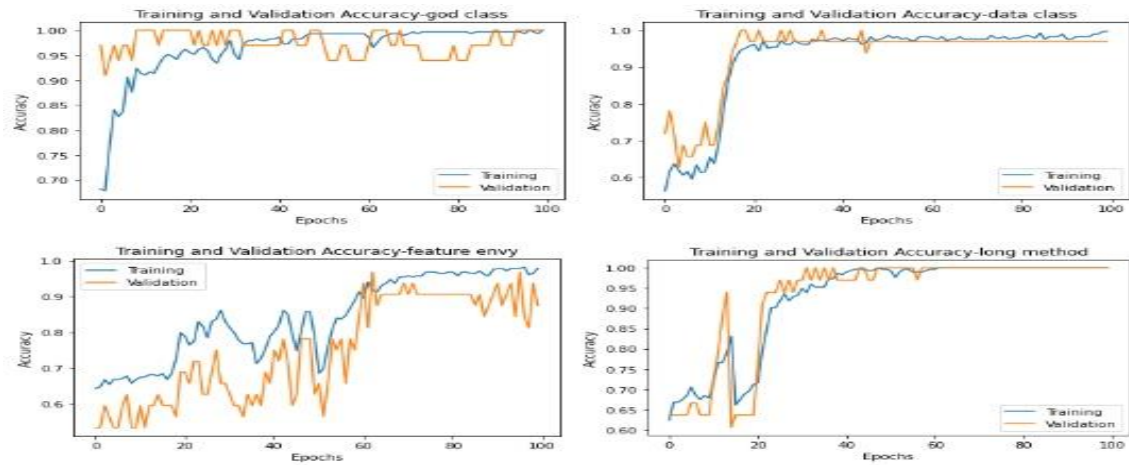 Training and Validation Accuracy-god class
1.00
0.95
0.90
0.85
0.80
0.75
0.70
Accuracy
Training
Validation
0 20 40 60 80 100
Epochs
Training and Validation Accuracy-data class
1.0
0.9
0.8
0.7
0.6
Accuracy
Training
Validation
0 20 40 60 80 100
Epochs
Training and Validation Accuracy-feature envy
1.0
0.9
0.8
0.7
0.6
Accuracy
Training
Validation
0 20 40 60 80 100
Epochs
Training and Validation Accuracy-long method
1.00
0.95
0.90
0.85
0.80
0.75
0.70
0.65
0.60
Accuracy
Training
Validation
0 20 40 60 80 100
Epochs